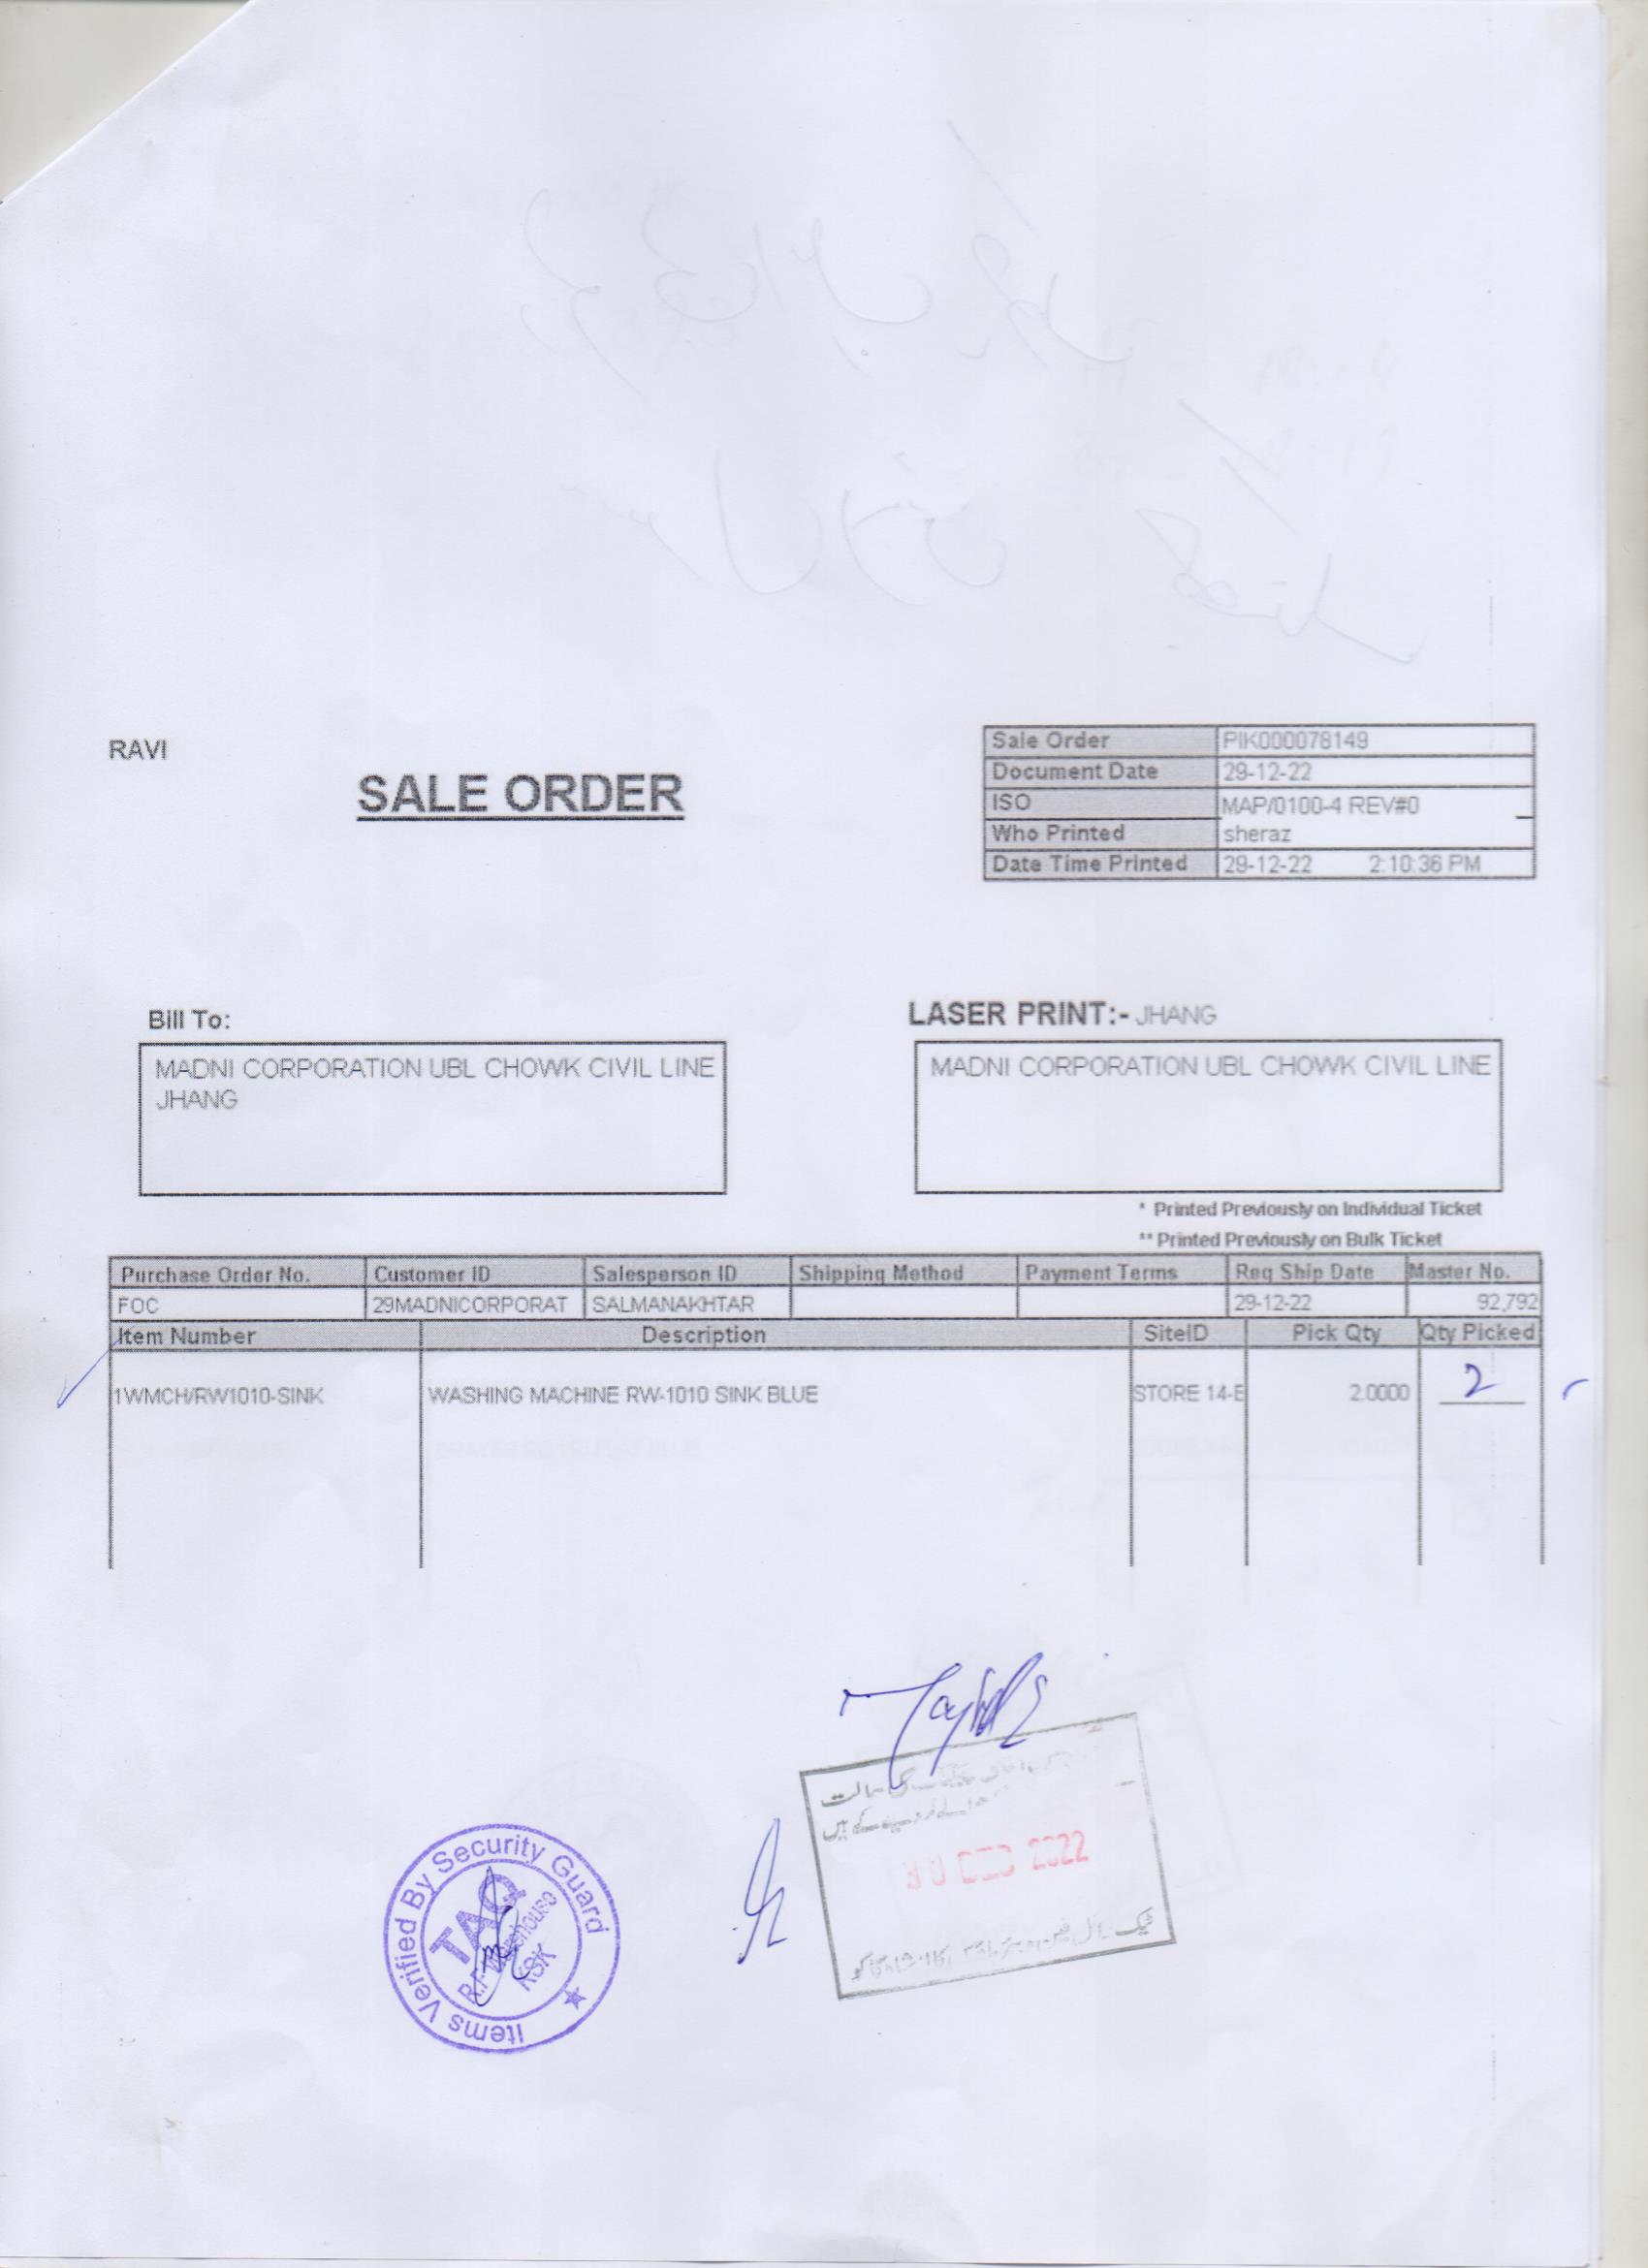 RAVI
SALE ORDER
Sale Order PIK000078149
Document Date 29-12-22
ISO MAP/0100-4 REV#0
Who Printed sheraz
Date Time Printed 29-12-22 2:10:36 PM
Bill To:
MADNI CORPORATION UBL CHOWK CIVIL LINE
JHANG
LASER PRINT:- JHANG
MADNI CORPORATION UBL CHOWK CIVIL LINE
* Printed Previously on Individual Ticket
** Printed Previously on Bulk Ticket
Purchase Order No. Customer ID Salesperson ID Shipping Method Payment Terms Req Ship Date Master No.
FOC 29MADNICORPORAT SALMANAKHTAR 29-12-22 92,792
Item Number Description SiteID Pick Qty Qty Picked
1WMCH/RW1010-SINK WASHING MACHINE RW-1010 SINK BLUE STORE 14-E 2.0000 2
کی حالت
کے ہیں
30 DEC 2022
ٹیک
Items Verified By Security Guard
TAQ
R.F Warehouse
KSK